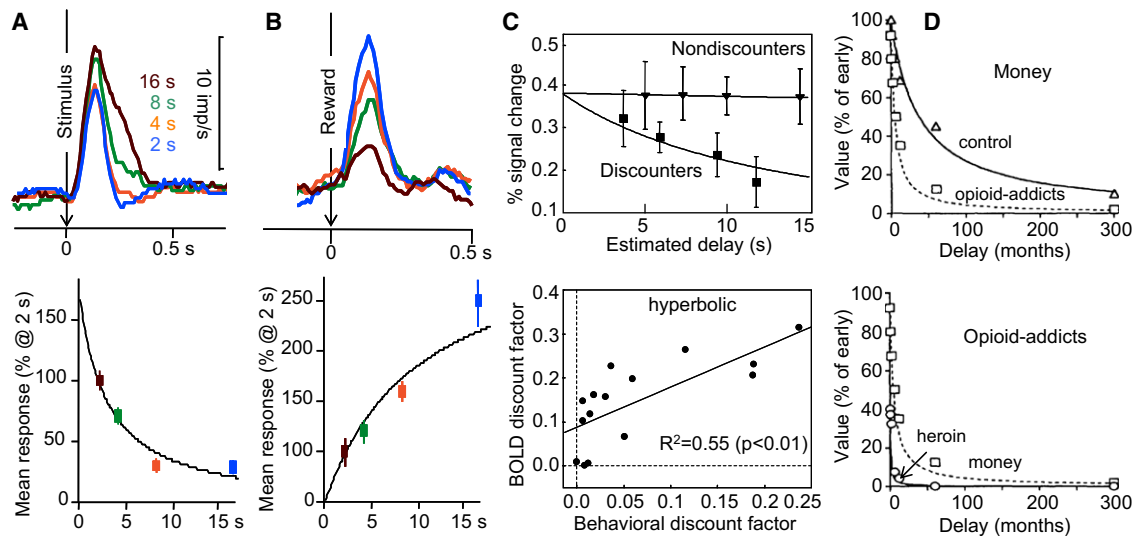 A
Stimulus
16 s
8 s
4 s
2 s
10 imp/s
0
0.5 s
Mean response (% @ 2 s)
150
100
50
0
0
5
10
15 s
B
Reward
0
0.5 s
Mean response (% @ 2 s)
250
200
150
100
50
0
0
5
10
15 s
C
% signal change
0.5
0.4
0.3
0.2
0.1
Nondiscounters
Discounters
0
5
10
15
Estimated delay (s)
BOLD discount factor
0.4
0.3
0.2
0.1
0.0
hyperbolic
R²=0.55 (p<0.01)
0.0
0.05
0.10
0.15
0.20
0.25
Behavioral discount factor
D
Value (% of early)
100
80
60
40
20
0
Money
control
opioid-addicts
0
100
200
300
Delay (months)
Value (% of early)
100
80
60
40
20
0
Opioid-addicts
heroin
money
0
100
200
300
Delay (months)